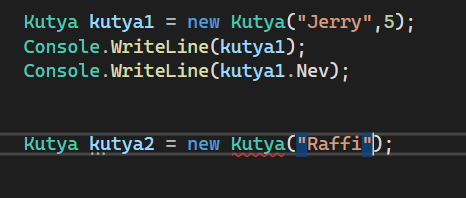 Kutya kutya1 = new Kutya("Jerry",5);
Console.WriteLine(kutya1);
Console.WriteLine(kutya1.Nev);
Kutya kutya2 = new Kutya("Raffi");